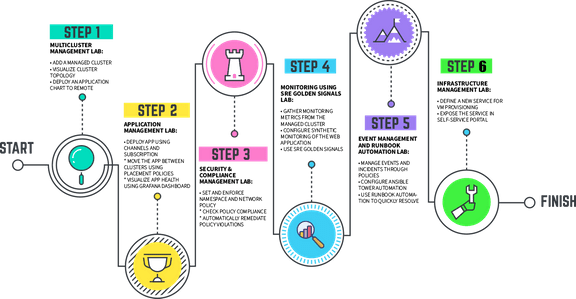 START
STEP 1
MULTICLUSTER
MANAGEMENT LAB:
• ADD A MANAGED CLUSTER
• VISUALIZE CLUSTER
TOPOLOGY
• DEPLOY AN APPLICATION
CHART TO REMOTE
STEP 2
APPLICATION
MANAGEMENT LAB:
• DEPLOY APP USING
CHANNELS AND
SUBSCRIPTION
* MOVE THE APP BETWEEN
CLUSTERS USING
PLACEMENT POLICIES
* VISUALIZE APP HEALTH
USING GRAFANA DASHBOARD
STEP 3
SECURITY &
COMPLIANCE
MANAGEMENT LAB:
• SET AND ENFORCE
NAMESPACE AND NETWORK
POLICY
* CHECK POLICY COMPLIANCE
* AUTOMATICALLY REMEDIATE
POLICY VIOLATIONS
STEP 4
MONITORING USING
SRE GOLDEN SIGNALS
LAB:
• GATHER MONITORING
METRICS FROM THE
MANAGED CLUSTER
• CONFIGURE SYNTHETIC
MONITORING OF THE WEB
APPLICATION
• USE SRE GOLDEN SIGNALS
STEP 5
EVENT MANAGEMENT
AND RUNBOOK
AUTOMATION LAB:
• MANAGE EVENTS AND
INCIDENTS THROUGH
POLICIES
• CONFIGURE ANSIBLE
TOWER AUTOMATION
• USE RUNBOOK AUTOMA-
TION TO QUICKLY RESOLVE
STEP 6
INFRASTRUCTURE
MANAGEMENT LAB:
• DEFINE A NEW SERVICE FOR
VM PROVISIONING
• EXPOSE THE SERVICE IN
SELF-SERVICE PORTAL
FINISH